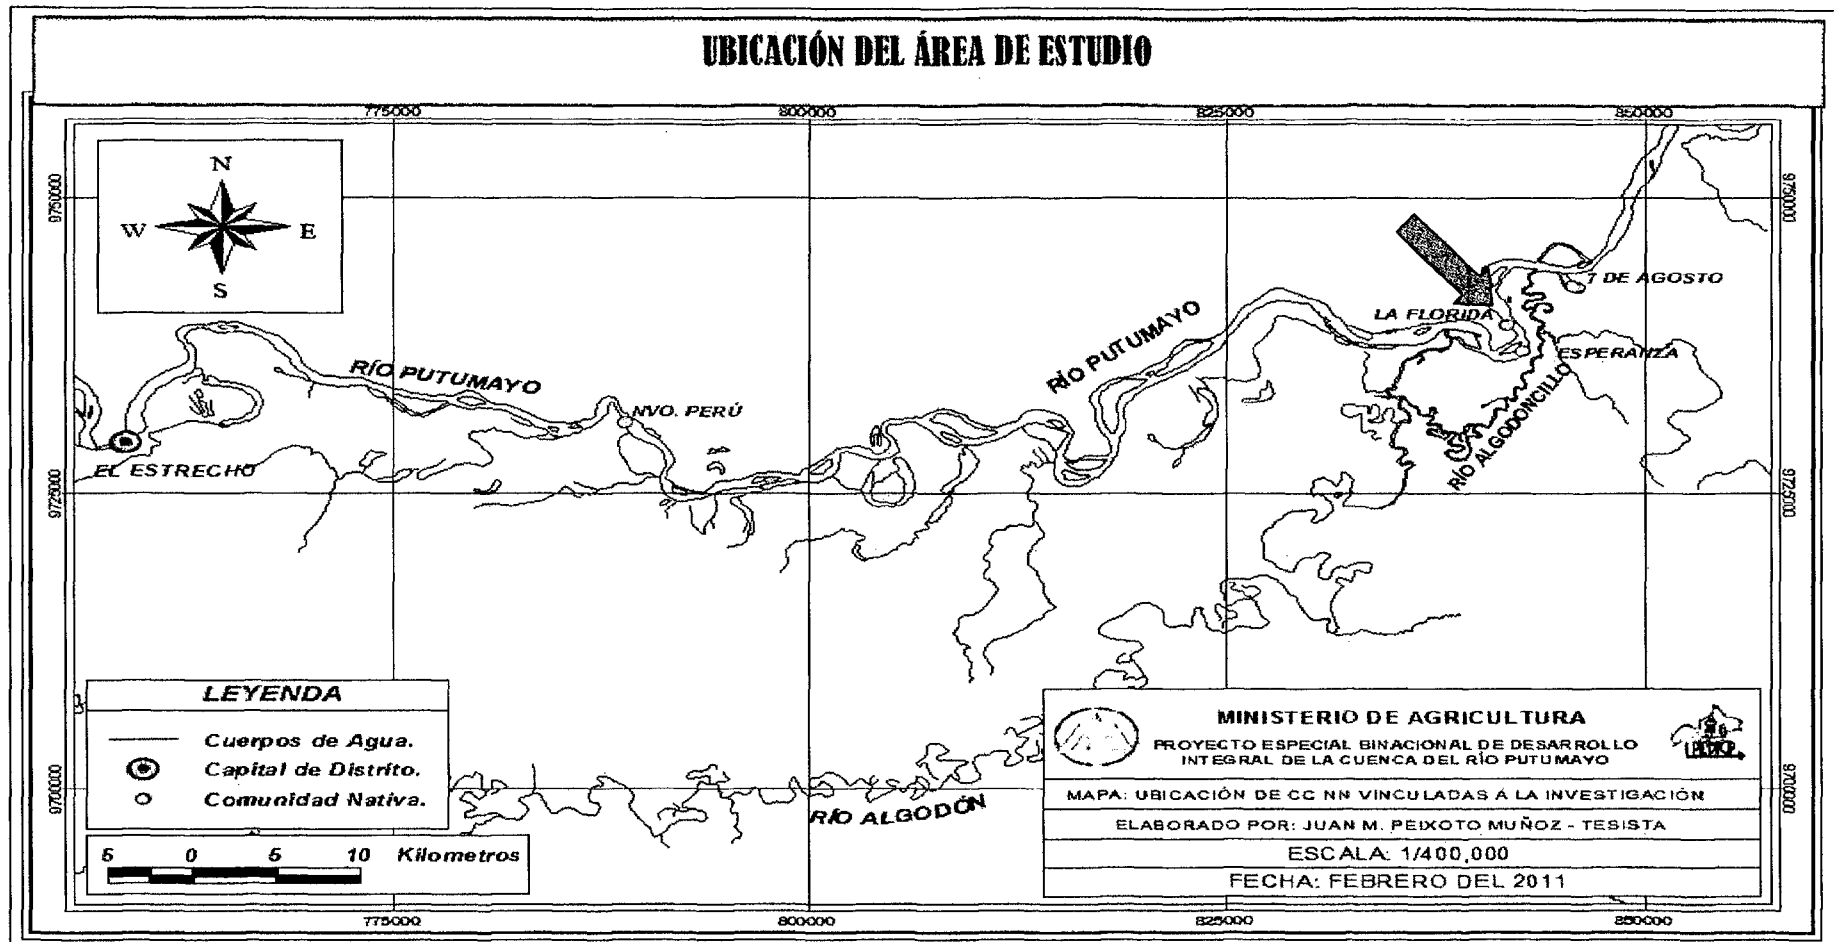 UBICACIÓN DEL ÁREA DE ESTUDIO
775000 800000 825000 850000
9750000 9750000
N
W E
S
7 DE AGOSTO
LA FLORIDA
ESPERANZA
RÍO PUTUMAYO
RÍO PUTUMAYO
NVO. PERÚ
EL ESTRECHO
RÍO ALGODONCILLO
9725000 9725000
LEYENDA
Cuerpos de Agua.
Capital de Distrito.
Comunidad Nativa.
9700000 9700000
RÍO ALGODÓN
5 0 5 10 Kilometros
MINISTERIO DE AGRICULTURA
PROYECTO ESPECIAL BINACIONAL DE DESARROLLO
INTEGRAL DE LA CUENCA DEL RÍO PUTUMAYO
MAPA: UBICACIÓN DE CC NN VINCULADAS A LA INVESTIGACIÓN
ELABORADO POR: JUAN M. PEIXOTO MUÑOZ - TESISTA
ESCALA: 1/400,000
FECHA: FEBRERO DEL 2011
775000 800000 825000 850000